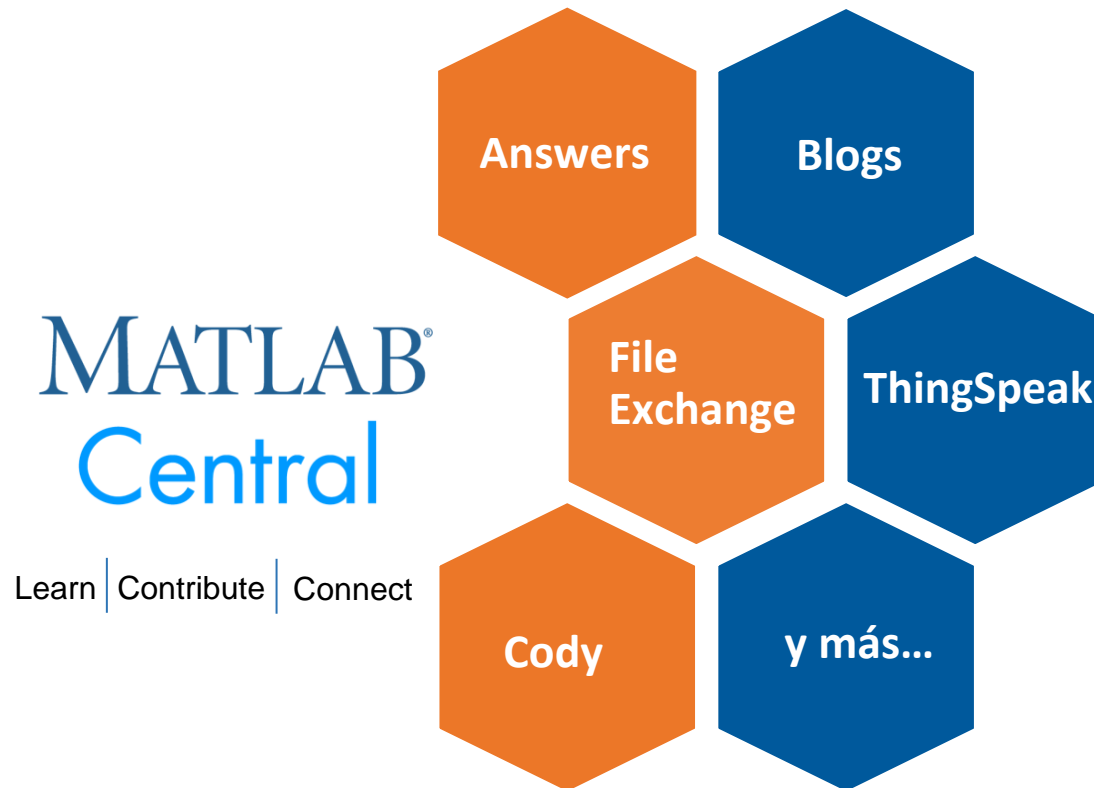 MATLAB®
Central
Learn | Contribute | Connect
Answers
Blogs
File
Exchange
ThingSpeak
Cody
y más...